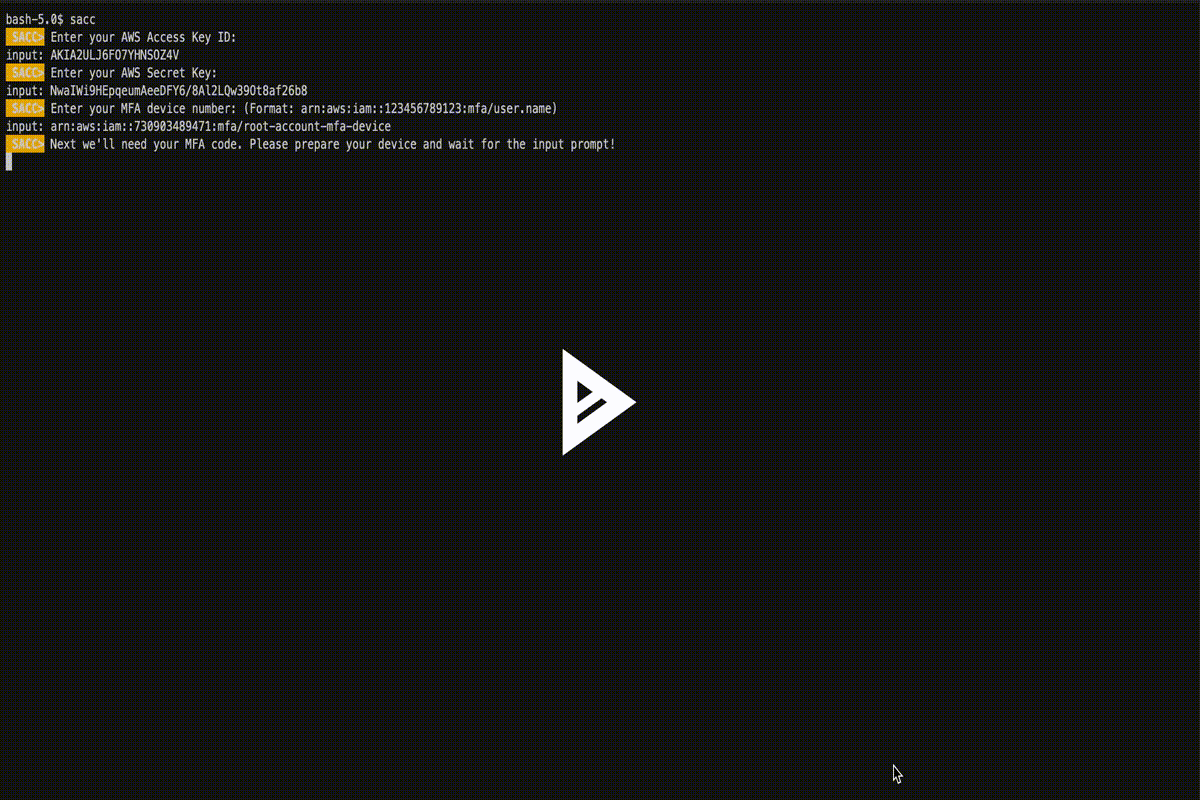 bash-5.0$ sacc
SACC> Enter your AWS Access Key ID:
input: AKIA2ULJ6FO7YHNSOZ4V
SACC> Enter your AWS Secret Key:
input: NwaIWi9HEpqeumAeeDFY6/8Al2LQw39Ot8af26b8
SACC> Enter your MFA device number: (Format: arn:aws:iam::123456789123:mfa/user.name)
input: arn:aws:iam::730903489471:mfa/root-account-mfa-device
SACC> Next we'll need your MFA code. Please prepare your device and wait for the input prompt!